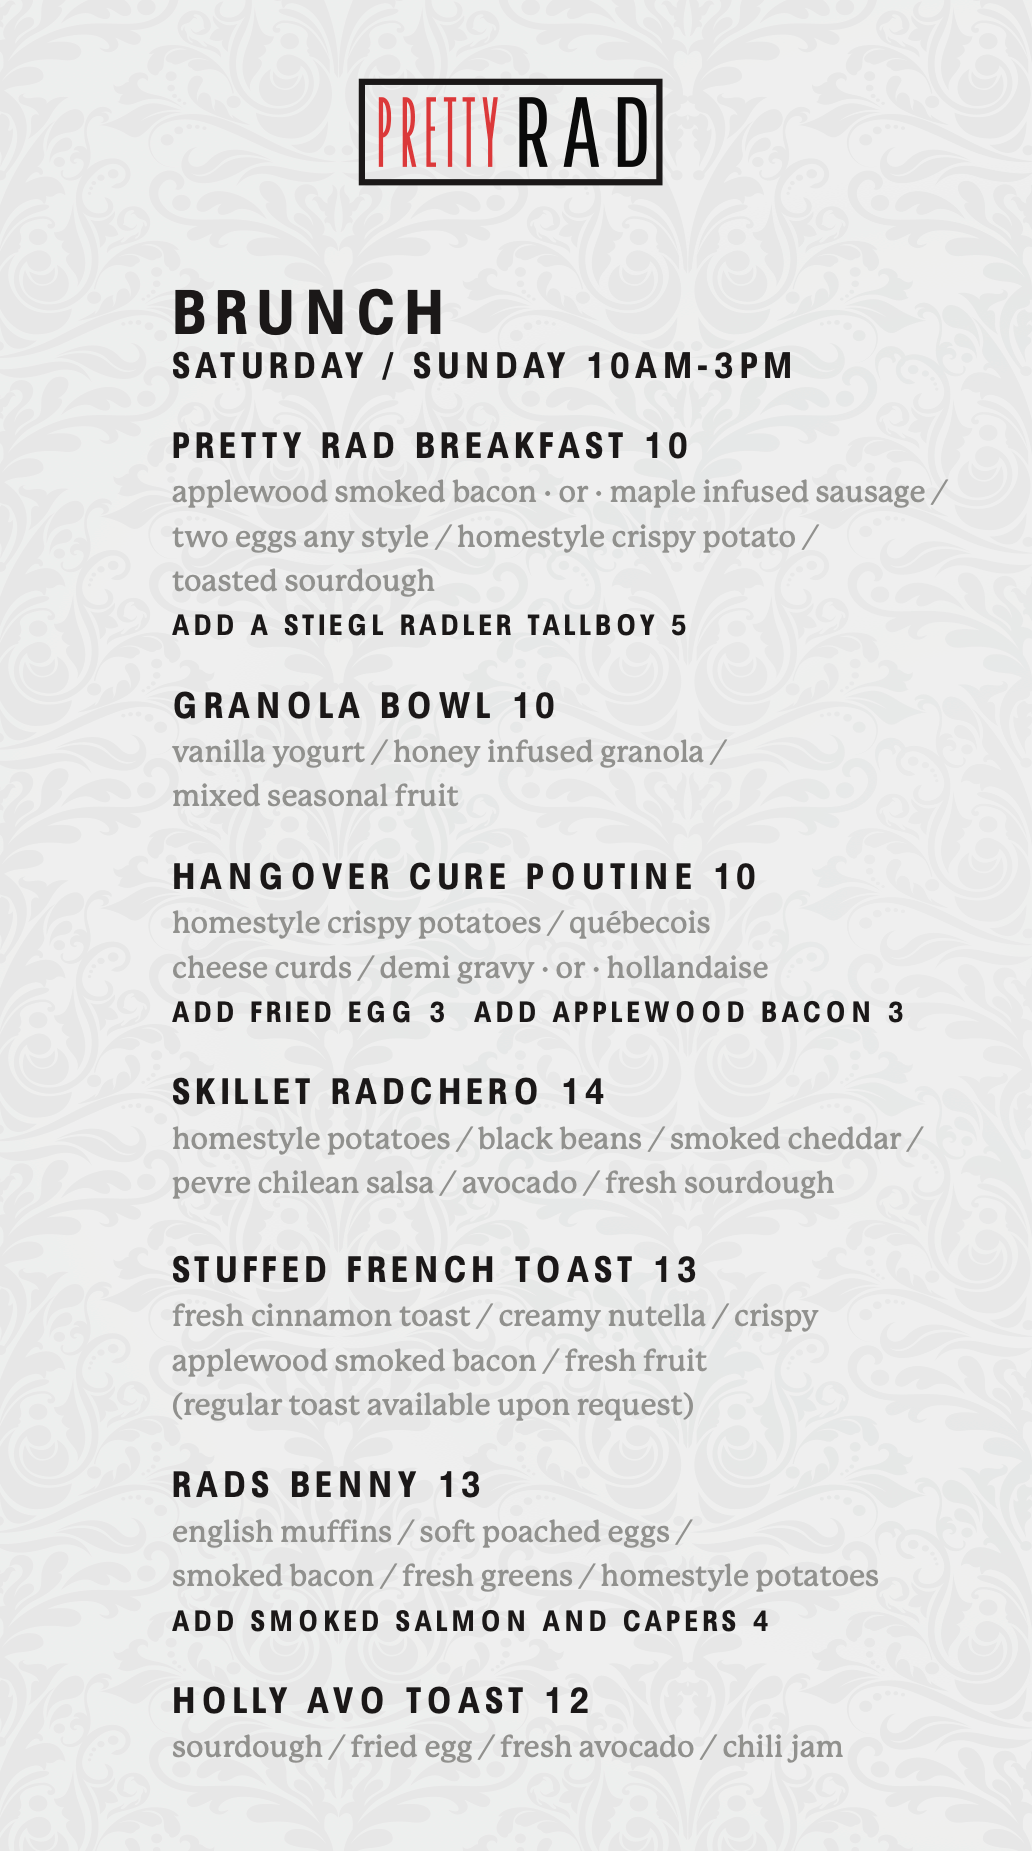 PRETTY RAD
BRUNCH
SATURDAY / SUNDAY 10AM-3PM
PRETTY RAD BREAKFAST 10
applewood smoked bacon · or · maple infused sausage /
two eggs any style / homestyle crispy potato /
toasted sourdough
ADD A STIEGL RADLER TALLBOY 5
GRANOLA BOWL 10
vanilla yogurt / honey infused granola /
mixed seasonal fruit
HANGOVER CURE POUTINE 10
homestyle crispy potatoes / québecois
cheese curds / demi gravy · or · hollandaise
ADD FRIED EGG 3 ADD APPLEWOOD BACON 3
SKILLET RADCHERO 14
homestyle potatoes / black beans / smoked cheddar /
pevre chilean salsa / avocado / fresh sourdough
STUFFED FRENCH TOAST 13
fresh cinnamon toast / creamy nutella / crispy
applewood smoked bacon / fresh fruit
(regular toast available upon request)
RADS BENNY 13
english muffins / soft poached eggs /
smoked bacon / fresh greens / homestyle potatoes
ADD SMOKED SALMON AND CAPERS 4
HOLLY AVO TOAST 12
sourdough / fried egg / fresh avocado / chili jam